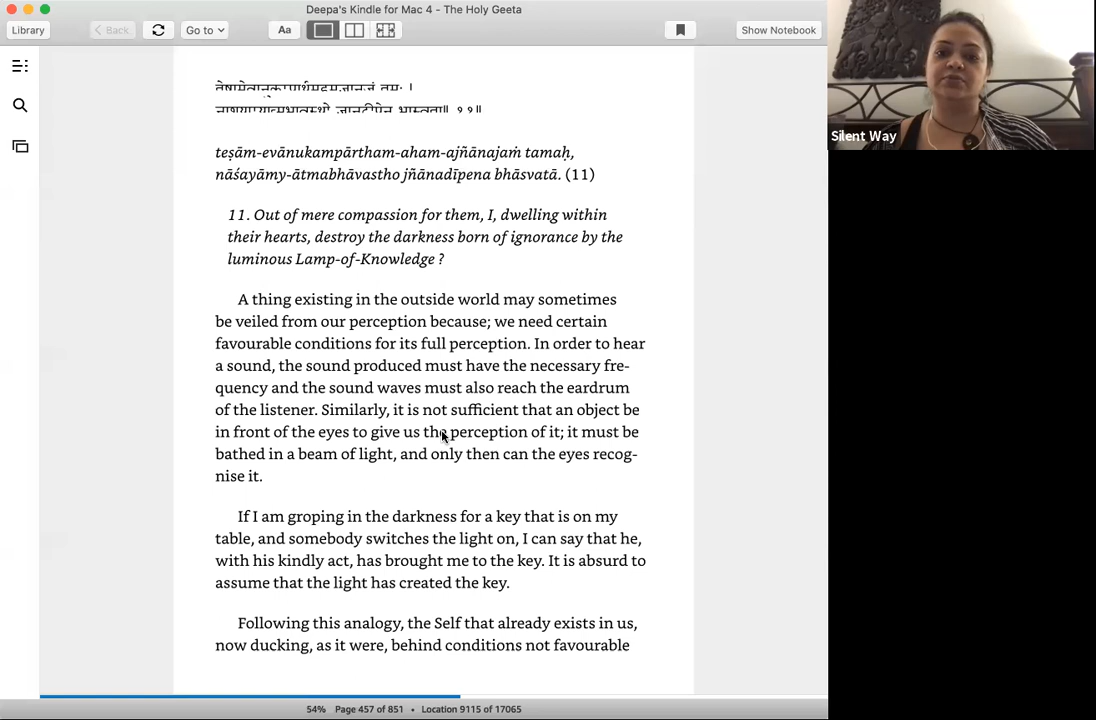 Deepa's Kindle for Mac 4 - The Holy Geeta
Library
Back
Go to
Aa
Show Notebook
Silent Way
teṣām-evānukampārtham-aham-ajñānajaṁ tamaḥ,
nāśayāmy-ātmabhāvastho jñānadīpena bhāsvatā. (11)
11. Out of mere compassion for them, I, dwelling within
their hearts, destroy the darkness born of ignorance by the
luminous Lamp-of-Knowledge ?
A thing existing in the outside world may sometimes
be veiled from our perception because; we need certain
favourable conditions for its full perception. In order to hear
a sound, the sound produced must have the necessary fre-
quency and the sound waves must also reach the eardrum
of the listener. Similarly, it is not sufficient that an object be
in front of the eyes to give us the perception of it; it must be
bathed in a beam of light, and only then can the eyes recog-
nise it.
If I am groping in the darkness for a key that is on my
table, and somebody switches the light on, I can say that he,
with his kindly act, has brought me to the key. It is absurd to
assume that the light has created the key.
Following this analogy, the Self that already exists in us,
now ducking, as it were, behind conditions not favourable
54% Page 457 of 851 • Location 9115 of 17065